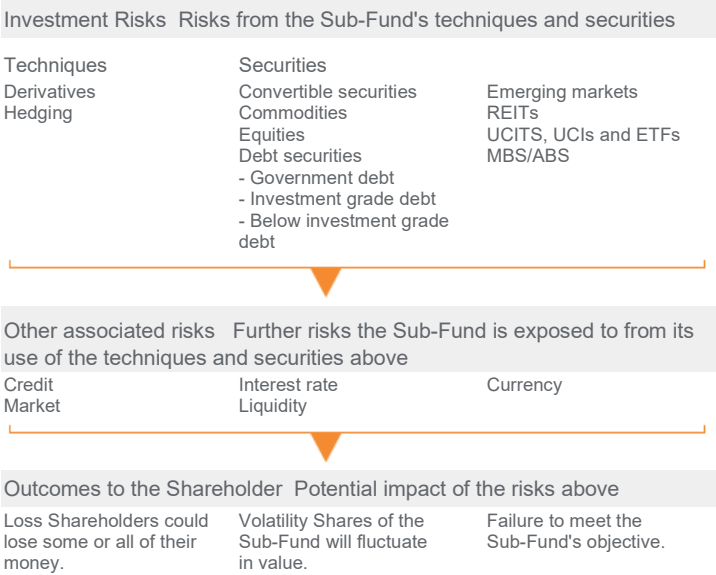 Investment Risks Risks from the Sub-Fund's techniques and securities
Techniques
Derivatives
Hedging
Securities
Convertible securities
Commodities
Equities
Debt securities
- Government debt
- Investment grade debt
- Below investment grade
debt
Emerging markets
REITs
UCITS, UCIs and ETFs
MBS/ABS
Other associated risks Further risks the Sub-Fund is exposed to from its
use of the techniques and securities above
Credit
Market
Interest rate
Liquidity
Currency
Outcomes to the Shareholder Potential impact of the risks above
Loss Shareholders could
lose some or all of their
money.
Volatility Shares of the
Sub-Fund will fluctuate
in value.
Failure to meet the
Sub-Fund's objective.